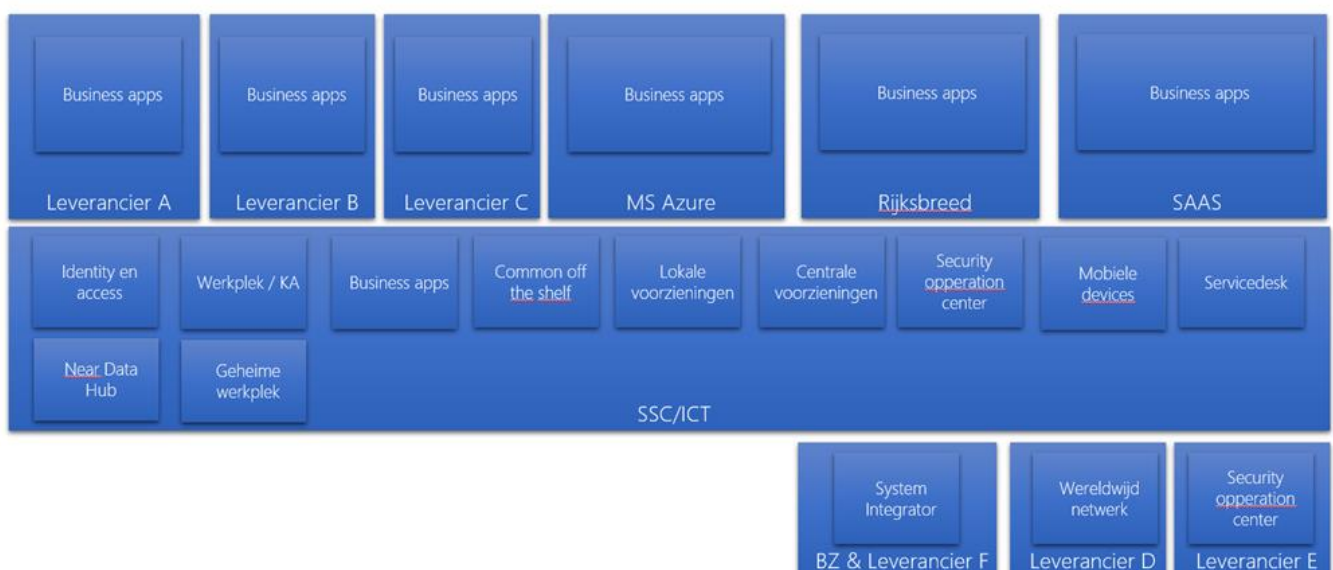 Business apps
Leverancier A
Business apps
Leverancier B
Business apps
Leverancier C
Business apps
MS Azure
Business apps
Rijksbreed
Business apps
SAAS
Identity en
access
Werkplek / KA
Business apps
Common off
the shelf
Lokale
voorzieningen
Centrale
voorzieningen
Security
opperation
center
Mobiele
devices
Servicedesk
Near Data
Hub
Geheime
werkplek
SSC/ICT
System
Integrator
BZ & Leverancier F
Wereldwijd
netwerk
Leverancier D
Security
opperation
center
Leverancier E